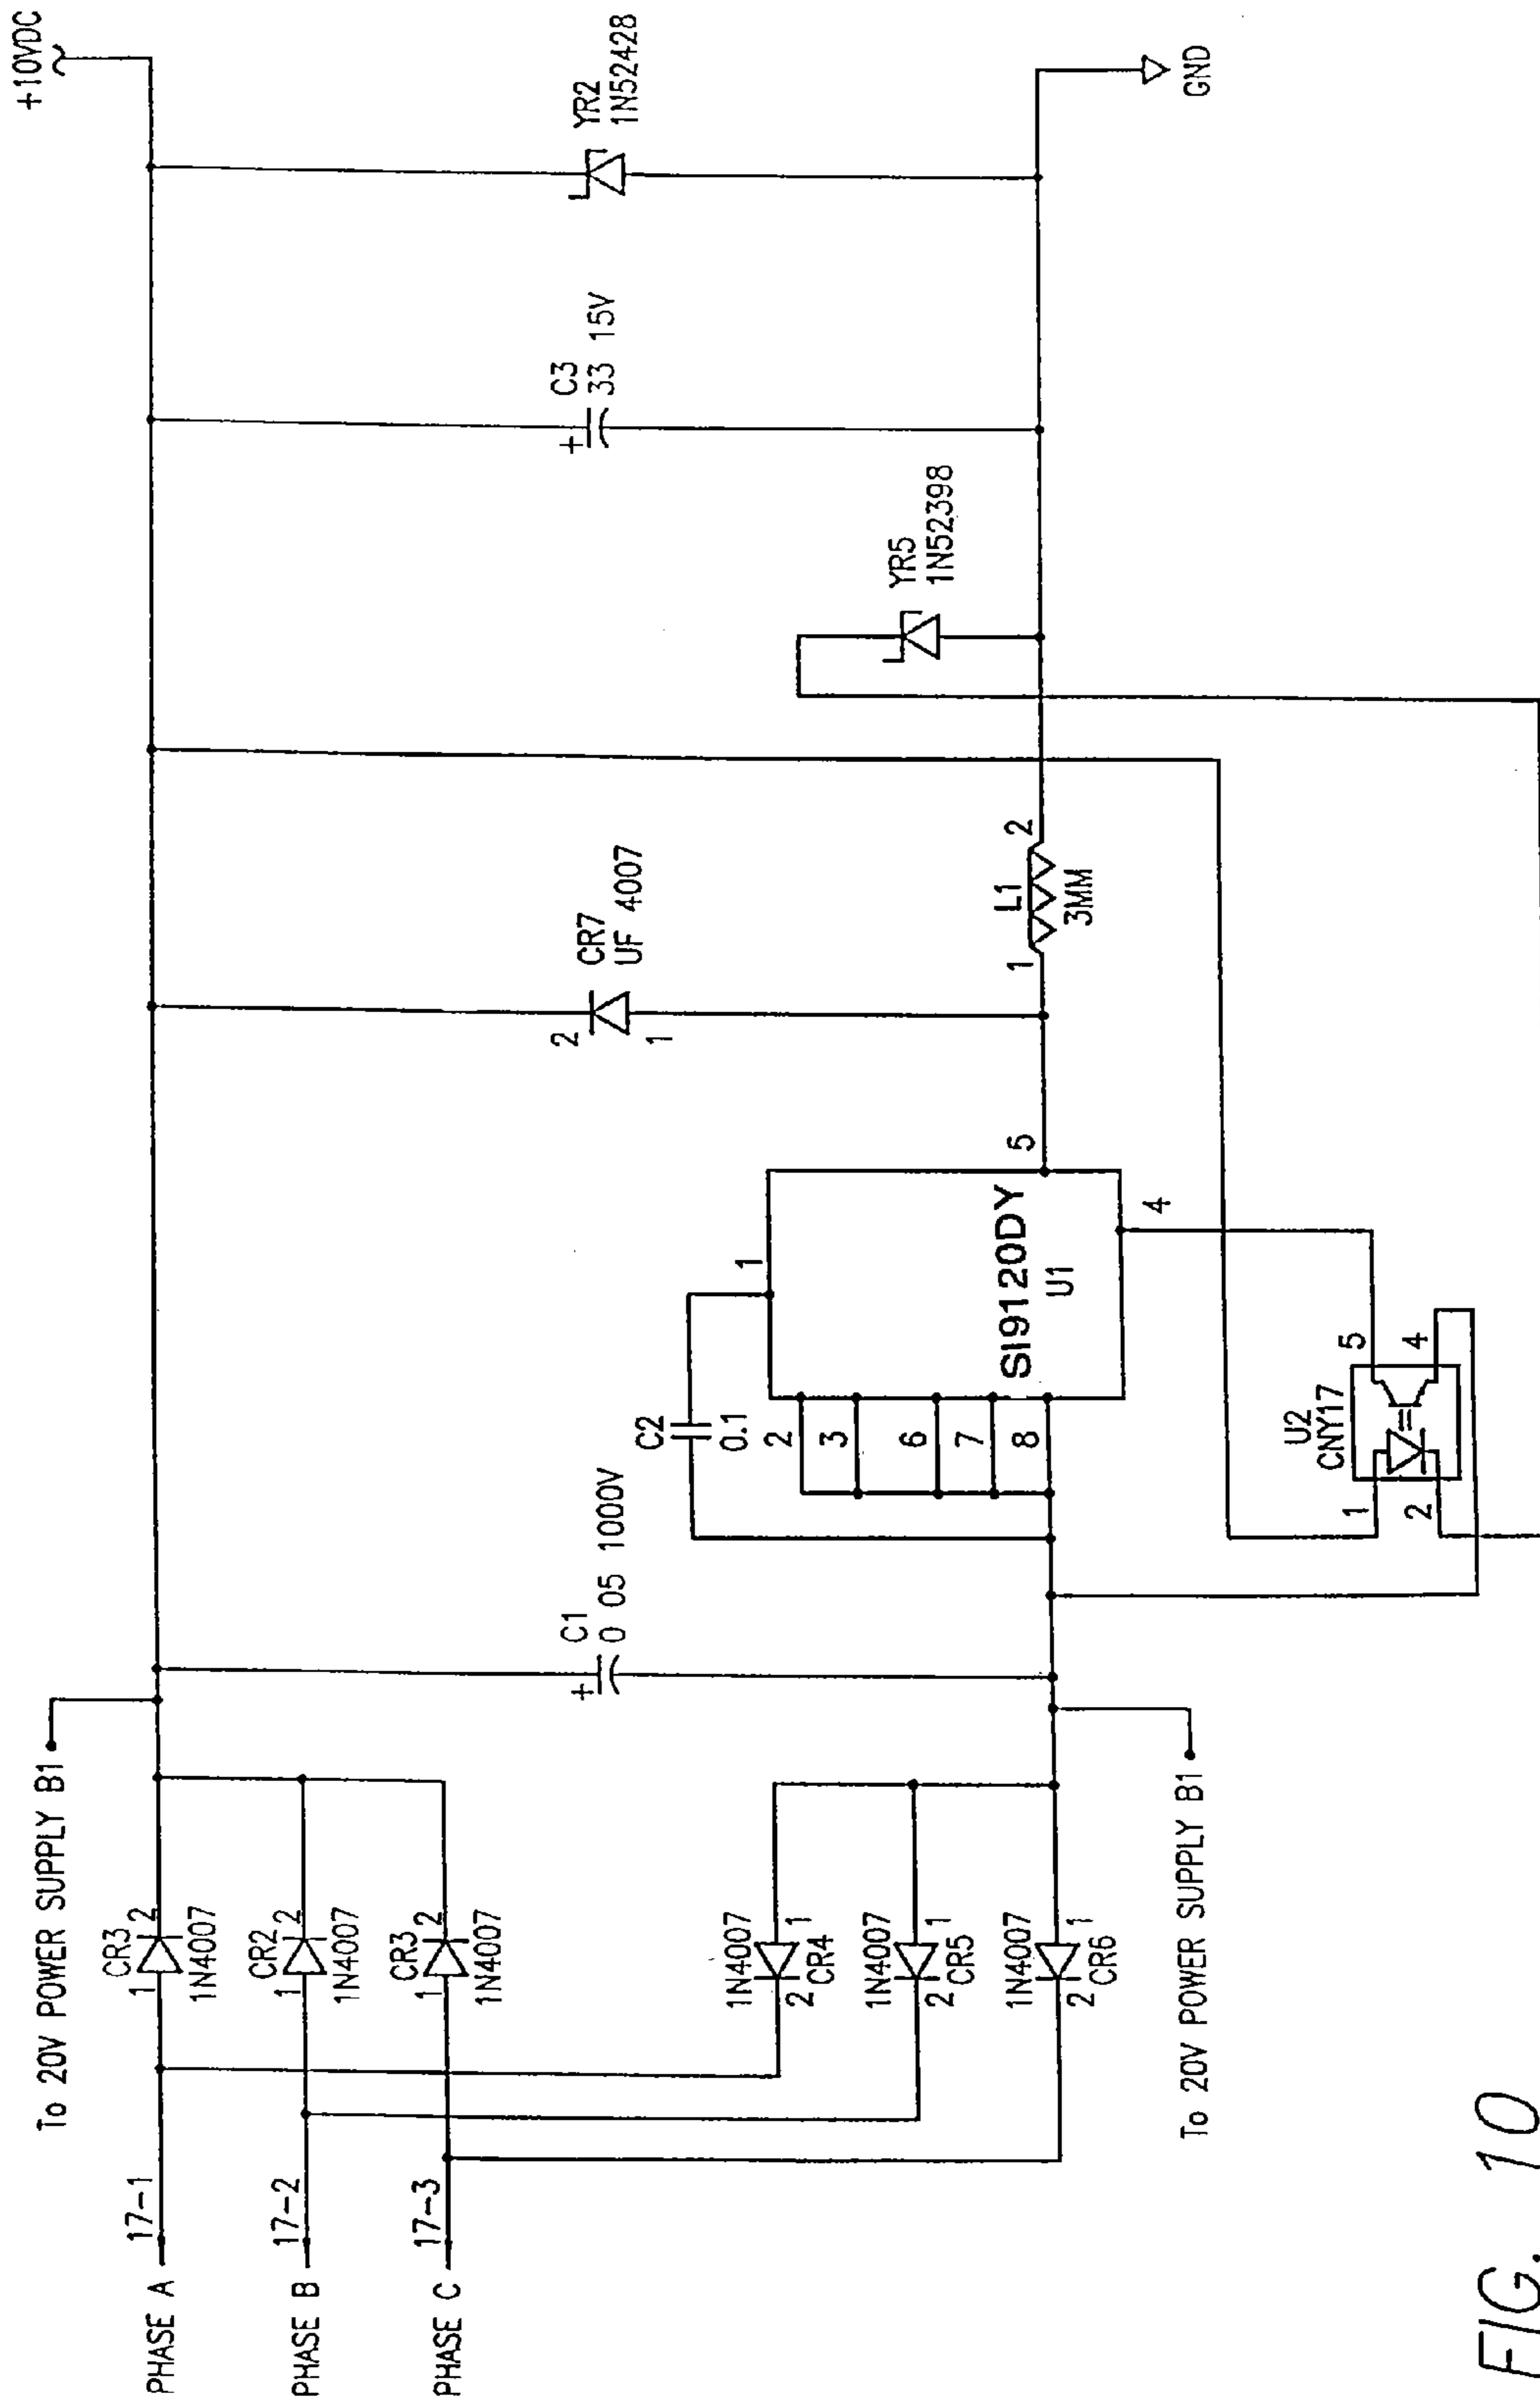 +10VDC
To 20V POWER SUPPLY B1
PHASE A
17-1
1
CR3
2
1N4007
PHASE B
17-2
1
CR2
2
1N4007
PHASE C
17-3
1
CR3
2
1N4007
1N4007
2
1
CR4
1N4007
2
1
CR5
1N4007
2
1
CR6
To 20V POWER SUPPLY B1
C1
0 05 1000V
+
C2
0.1
1
2
3
6
7
8
5
4
SI9120DY
U1
U2
CNY17
1
2
5
4
CR7
UF 4007
2
1
L1
1
2
3MM
YR5
1N52398
C3
33 15V
+
YR2
1N52428
GND
FIG. 10